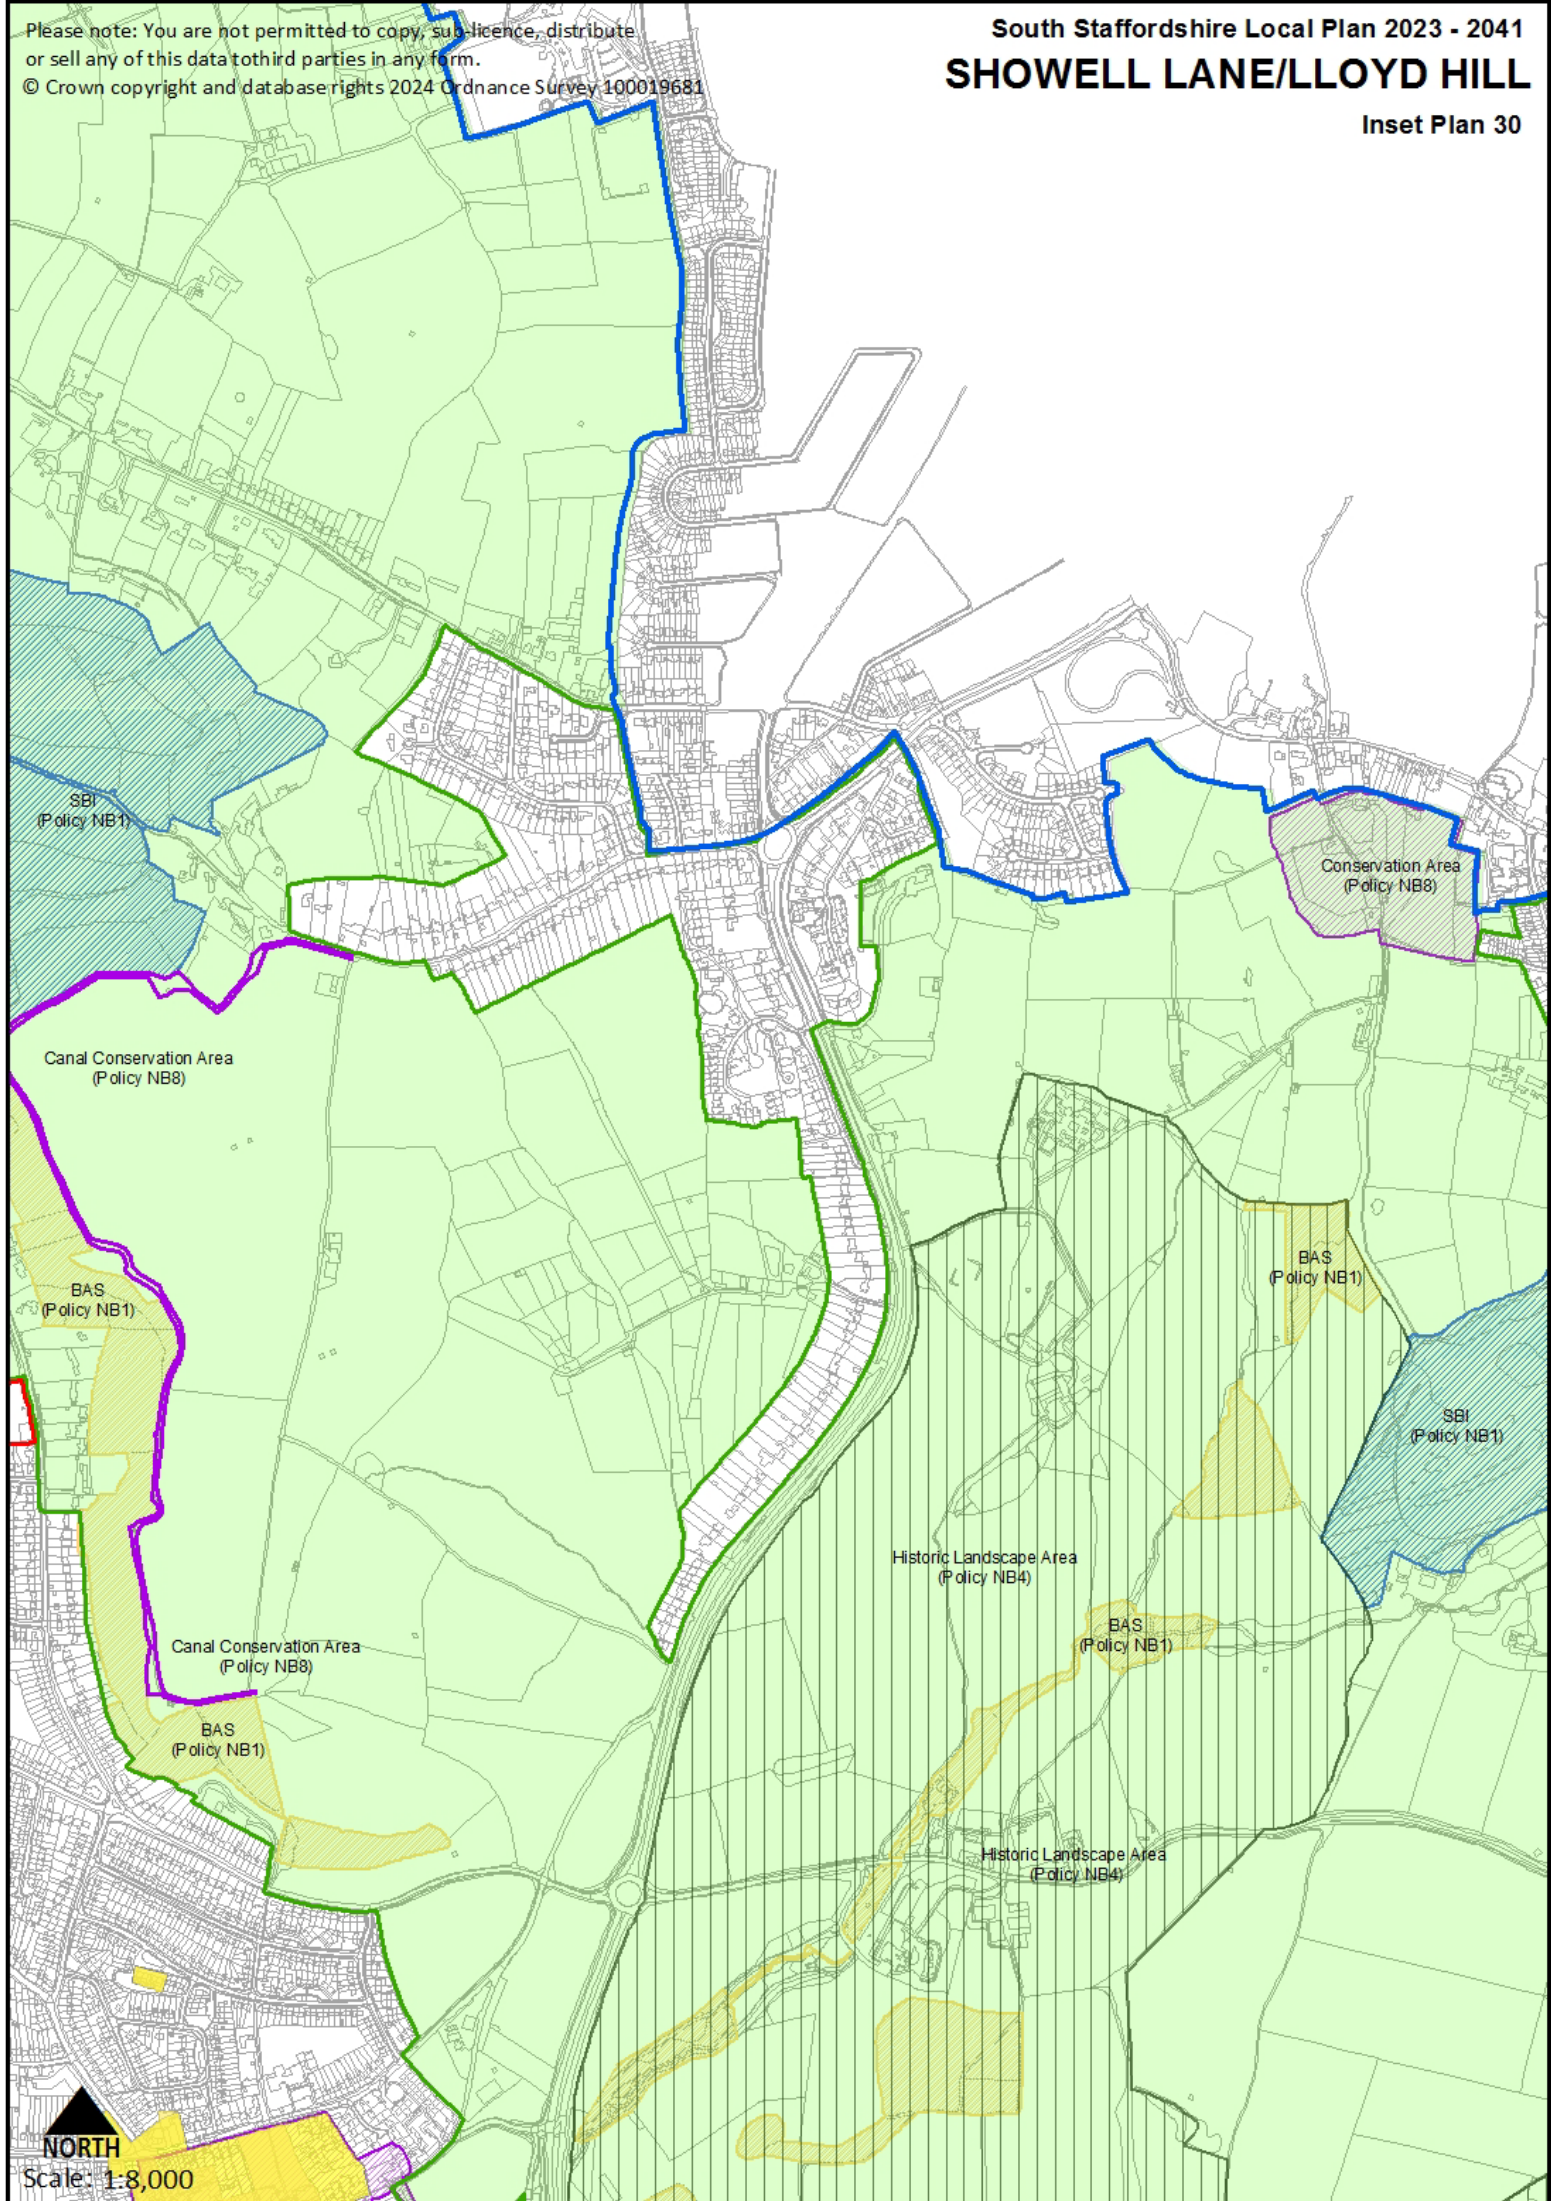 Please note: You are not permitted to copy, sub-licence, distribute
or sell any of this data tothird parties in any form.
© Crown copyright and database rights 2024 Ordnance Survey 100019681
South Staffordshire Local Plan 2023 - 2041
SHOWELL LANE/LLOYD HILL
Inset Plan 30
SBI
(Policy NB1)
Conservation Area
(Policy NB8)
Canal Conservation Area
(Policy NB8)
BAS
(Policy NB1)
BAS
(Policy NB1)
SBI
(Policy NB1)
Historic Landscape Area
(Policy NB4)
BAS
(Policy NB1)
Canal Conservation Area
(Policy NB8)
BAS
(Policy NB1)
Historic Landscape Area
(Policy NB4)
NORTH
Scale: 1:8,000